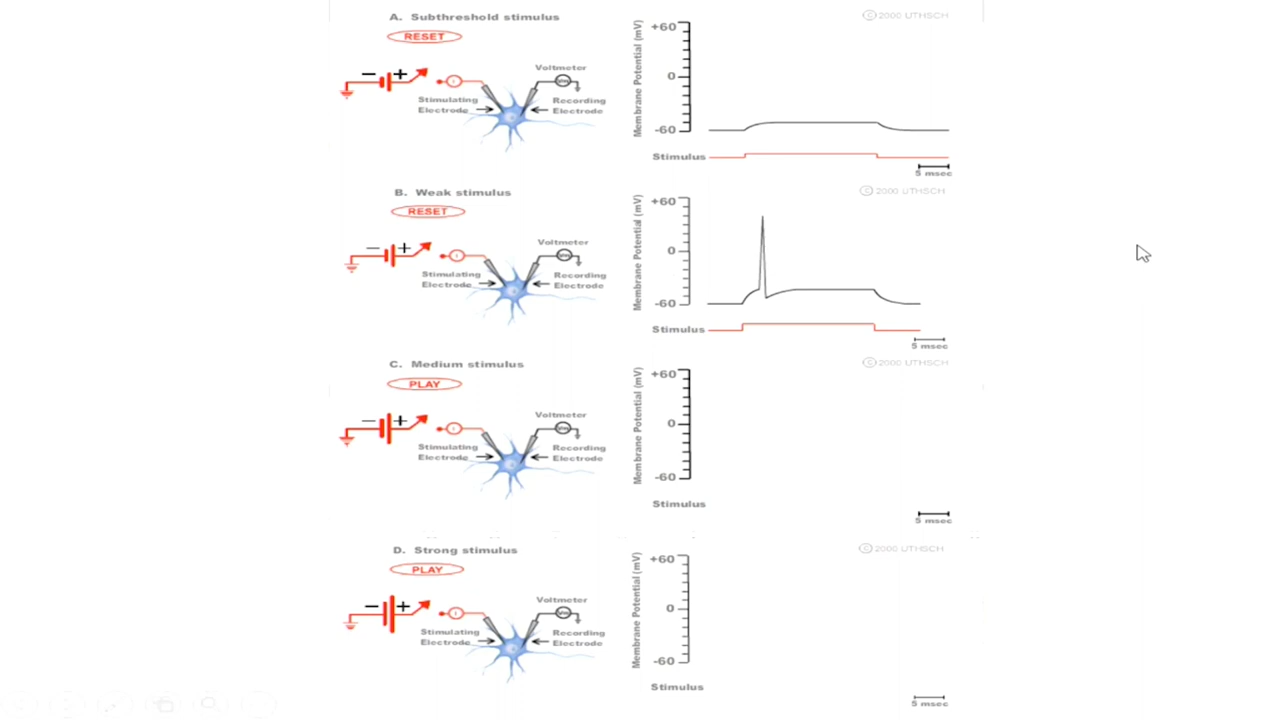 A. Subthreshold stimulus
© 2000 UTHSCH
RESET
− +
Voltmeter
Stimulating
Electrode
Recording
Electrode
Membrane Potential (mV)
+60
0
-60
Stimulus
5 msec
B. Weak stimulus
© 2000 UTHSCH
RESET
− +
Voltmeter
Stimulating
Electrode
Recording
Electrode
Membrane Potential (mV)
+60
0
-60
Stimulus
5 msec
C. Medium stimulus
© 2000 UTHSCH
PLAY
− +
Voltmeter
Stimulating
Electrode
Recording
Electrode
Membrane Potential (mV)
+60
0
-60
Stimulus
5 msec
D. Strong stimulus
© 2000 UTHSCH
PLAY
− +
Voltmeter
Stimulating
Electrode
Recording
Electrode
Membrane Potential (mV)
+60
0
-60
Stimulus
5 msec